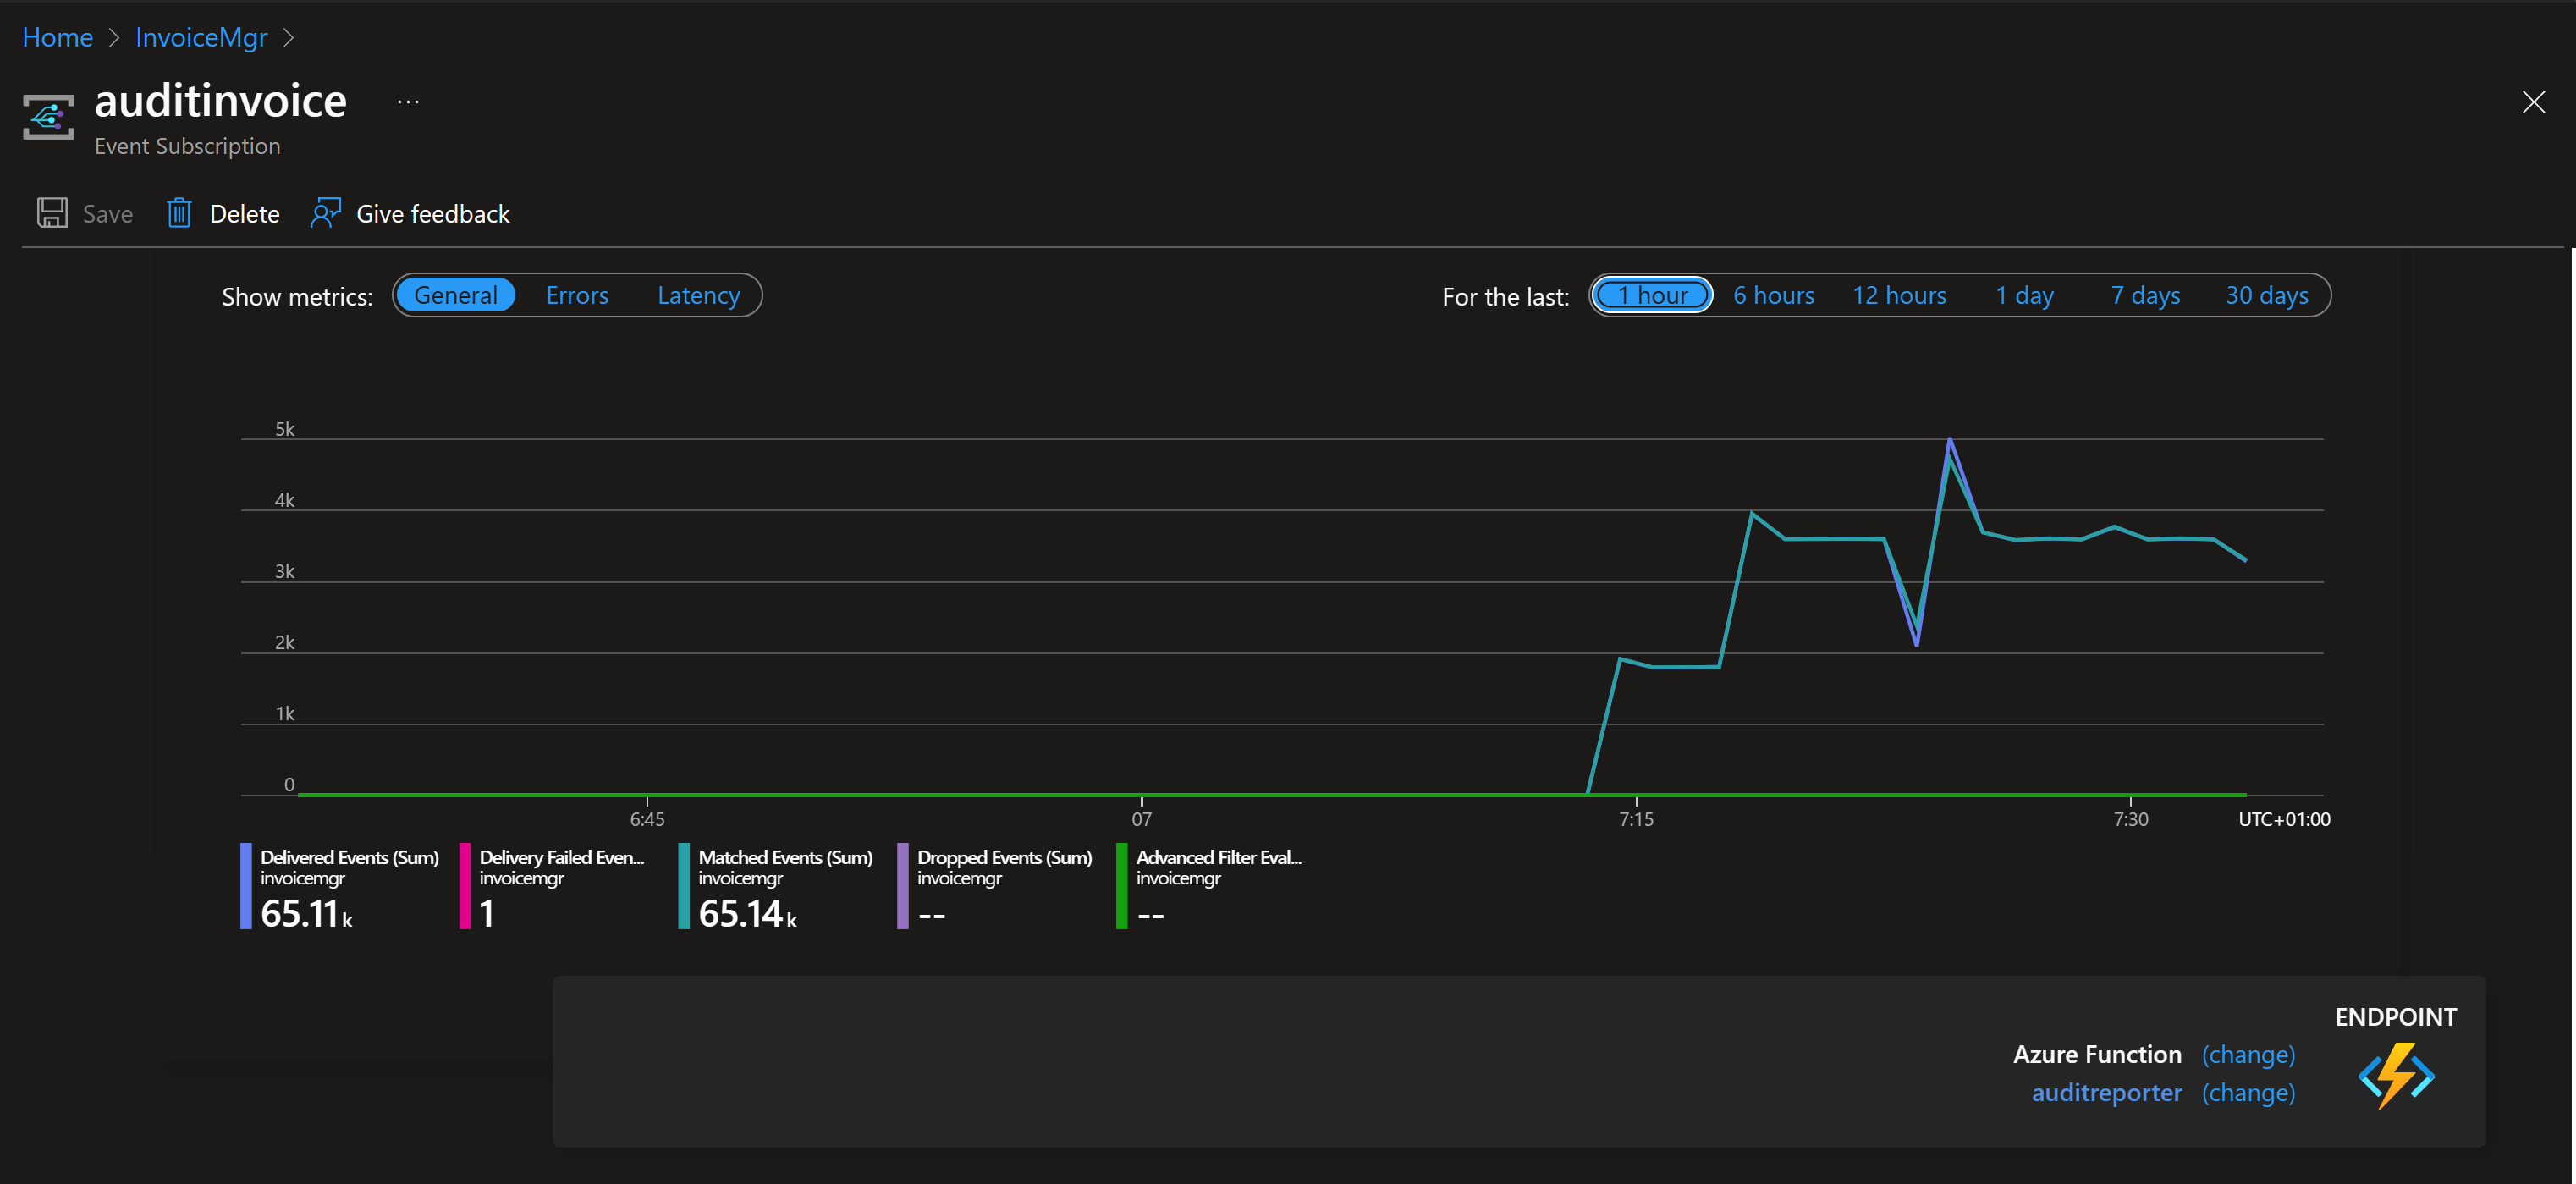 Home > InvoiceMgr >
auditinvoice ...
Event Subscription
Save Delete Give feedback
Show metrics: General Errors Latency For the last: 1 hour 6 hours 12 hours 1 day 7 days 30 days
5k
4k
3k
2k
1k
0
6:45 07 7:15 7:30 UTC+01:00
Delivered Events (Sum) Delivery Failed Even... Matched Events (Sum) Dropped Events (Sum) Advanced Filter Eval...
invoicemgr invoicemgr invoicemgr invoicemgr invoicemgr
65.11 k 1 65.14 k -- --
ENDPOINT
Azure Function (change)
auditreporter (change)